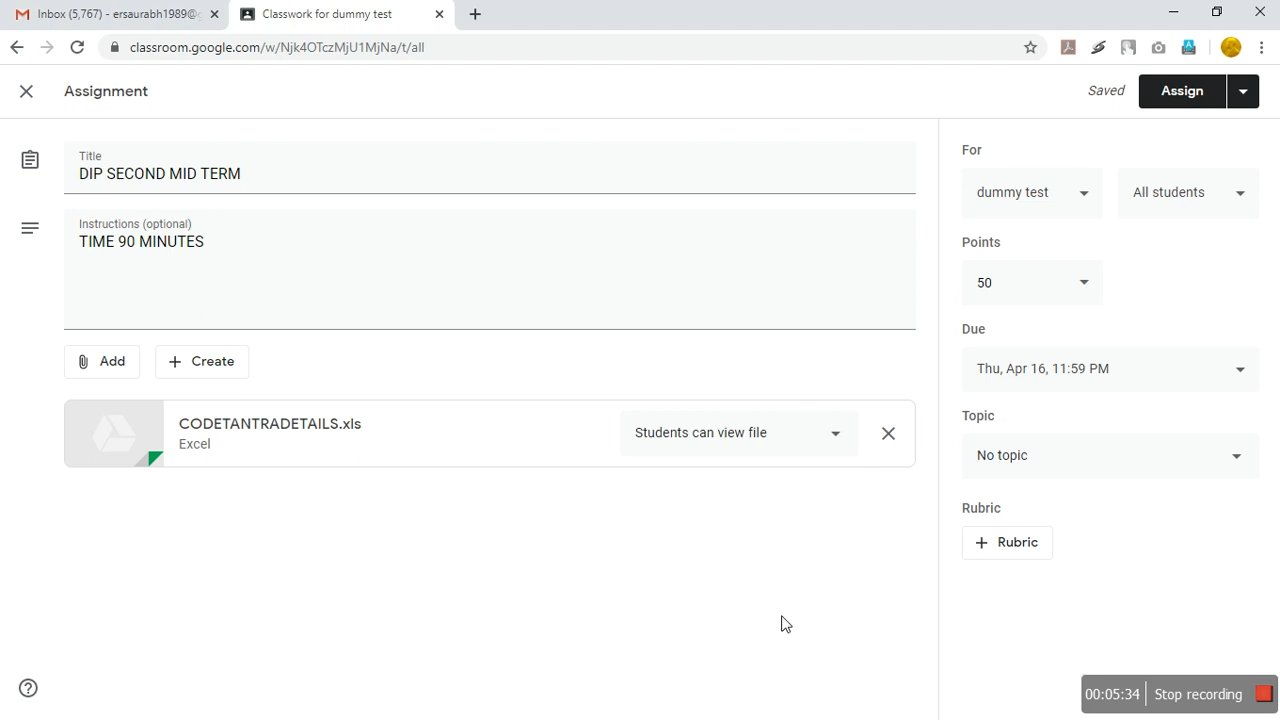 Inbox (5,767) - ersaurabh1989@g
Classwork for dummy test
classroom.google.com/w/Njk4OTczMjU1MjNa/t/all
Assignment
Saved
Assign
Title
DIP SECOND MID TERM
Instructions (optional)
TIME 90 MINUTES
Add
Create
CODETANTRADETAILS.xls
Excel
Students can view file
For
dummy test
All students
Points
50
Due
Thu, Apr 16, 11:59 PM
Topic
No topic
Rubric
Rubric
00:05:34
Stop recording